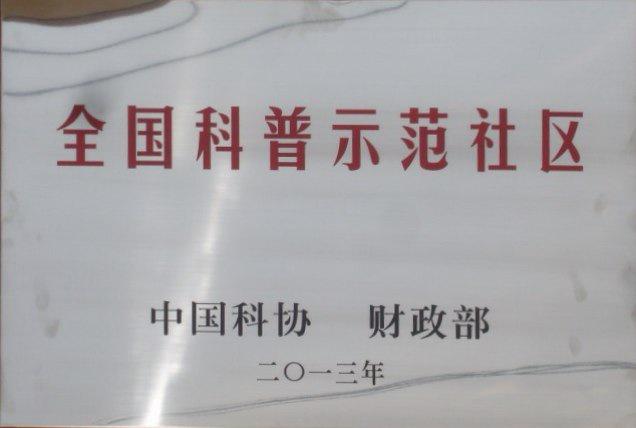 全国科普示范社区
中国科协 财政部
二〇一三年